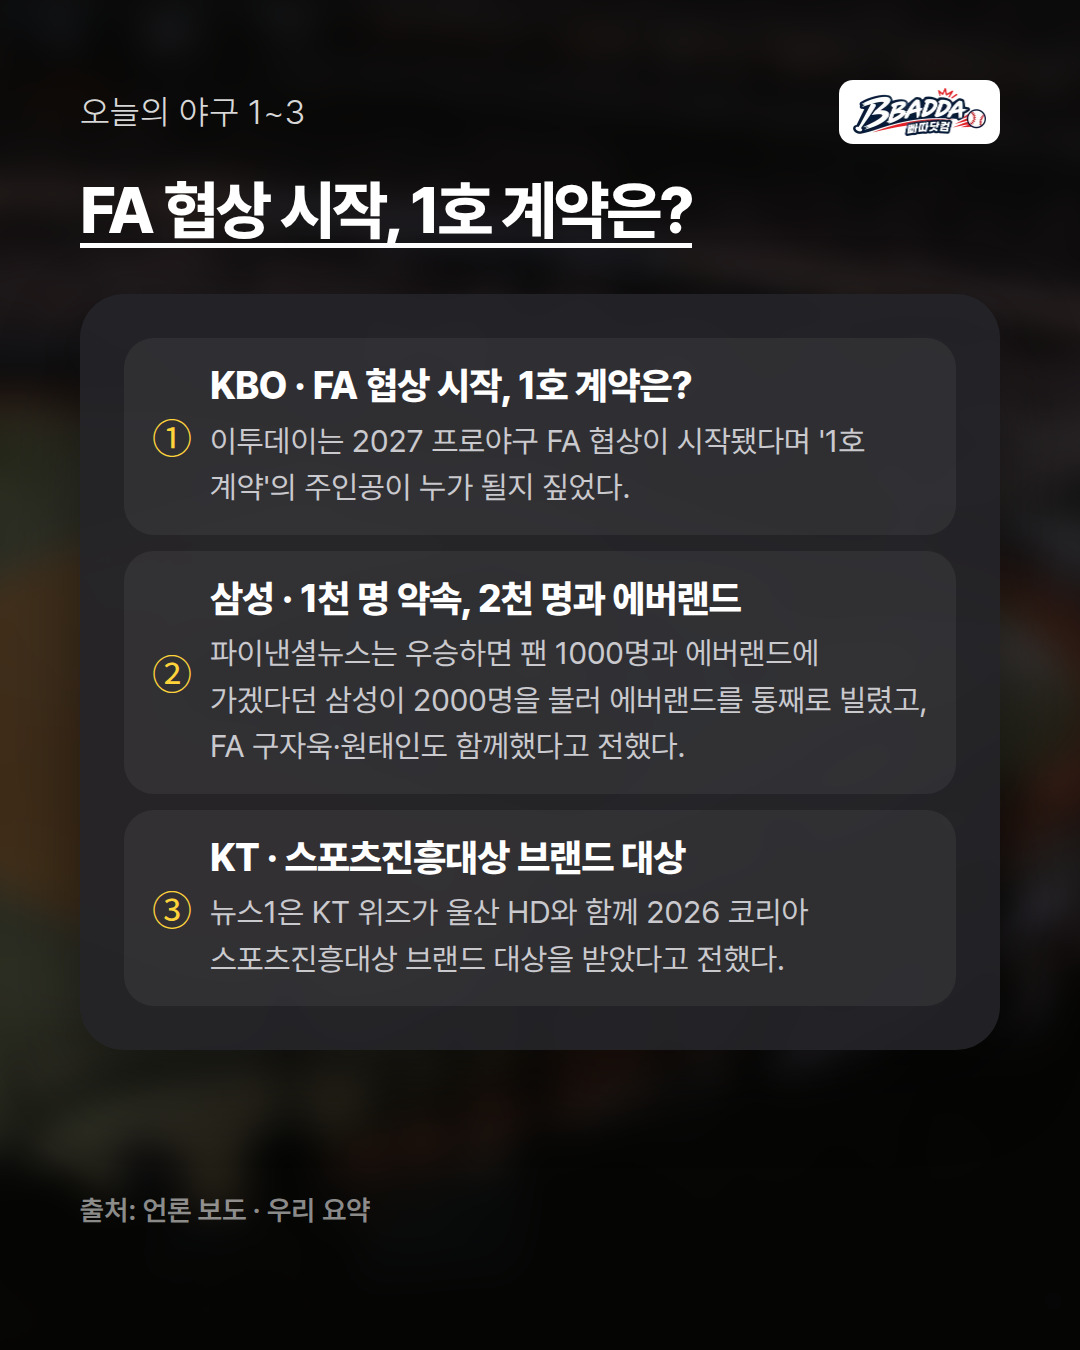 오늘의 야구 1~3
BBADDA
빠따닷컴
FA 협상 시작, 1호 계약은?
KBO · FA 협상 시작, 1호 계약은?
① 이투데이는 2027 프로야구 FA 협상이 시작됐다며 '1호
계약'의 주인공이 누가 될지 짚었다.
삼성 · 1천 명 약속, 2천 명과 에버랜드
② 파이낸셜뉴스는 우승하면 팬 1000명과 에버랜드에
가겠다던 삼성이 2000명을 불러 에버랜드를 통째로 빌렸고,
FA 구자욱·원태인도 함께했다고 전했다.
KT · 스포츠진흥대상 브랜드 대상
③ 뉴스1은 KT 위즈가 울산 HD와 함께 2026 코리아
스포츠진흥대상 브랜드 대상을 받았다고 전했다.
출처: 언론 보도 · 우리 요약